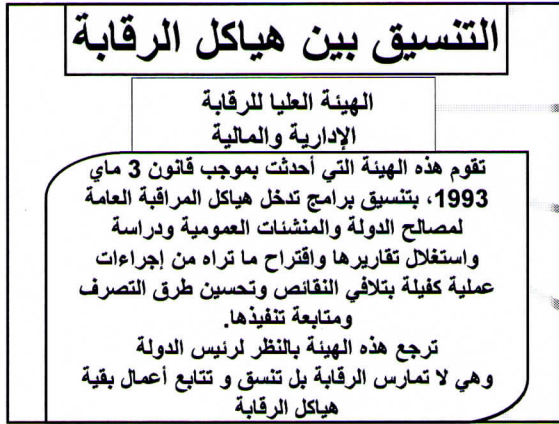 التنسيق بين هياكل الرقابة
الهيئة العليا للرقابة
الإدارية والمالية
تقوم هذه الهيئة التي أحدثت بموجب قانون 3 ماي
1993، بتنسيق برامج تدخل هياكل المراقبة العامة
لمصالح الدولة والمنشئات العمومية ودراسة
واستغلال تقاريرها واقتراح ما تراه من إجراءات
عملية كفيلة بتلافي النقائص وتحسين طرق التصرف
ومتابعة تنفيذها.
ترجع هذه الهيئة بالنظر لرئيس الدولة
وهي لا تمارس الرقابة بل تنسق و تتابع أعمال بقية
هياكل الرقابة